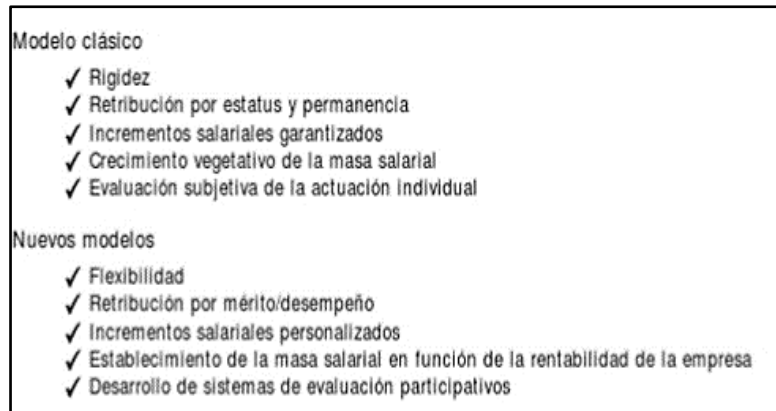 Modelo clásico
✓ Rigidez
✓ Retribución por estatus y permanencia
✓ Incrementos salariales garantizados
✓ Crecimiento vegetativo de la masa salarial
✓ Evaluación subjetiva de la actuación individual
Nuevos modelos
✓ Flexibilidad
✓ Retribución por mérito/desempeño
✓ Incrementos salariales personalizados
✓ Establecimiento de la masa salarial en función de la rentabilidad de la empresa
✓ Desarrollo de sistemas de evaluación participativos